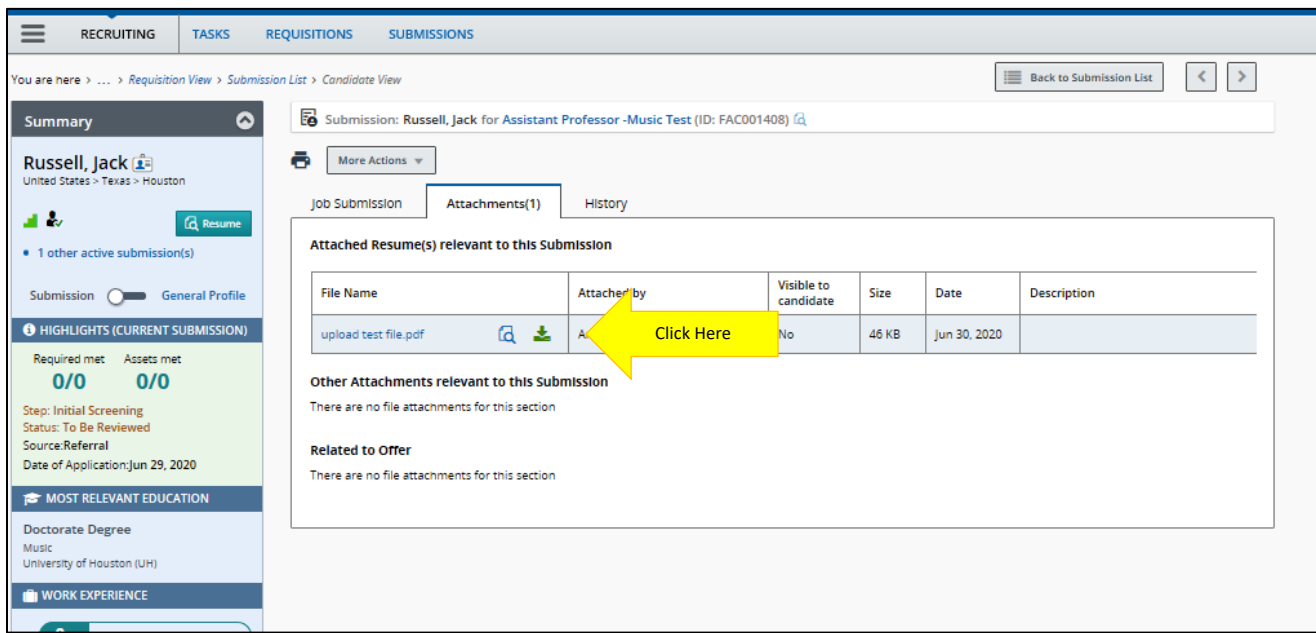 RECRUITING TASKS REQUISITIONS SUBMISSIONS
You are here > ... > Requisition View > Submission List > Candidate View
Back to Submission List < >
Summary
Submission: Russell, Jack for Assistant Professor -Music Test (ID: FAC001408)
Russell, Jack
United States > Texas > Houston
More Actions
Resume
• 1 other active submission(s)
Submission General Profile
HIGHLIGHTS (CURRENT SUBMISSION)
Required met Assets met
0/0 0/0
Step: Initial Screening
Status: To Be Reviewed
Source:Referral
Date of Application:Jun 29, 2020
MOST RELEVANT EDUCATION
Doctorate Degree
Music
University of Houston (UH)
WORK EXPERIENCE
Job Submission Attachments(1) History
Attached Resume(s) relevant to this Submission
File Name Attached by Visible to candidate Size Date Description
upload test file.pdf Click Here No 46 KB Jun 30, 2020
Other Attachments relevant to this Submission
There are no file attachments for this section
Related to Offer
There are no file attachments for this section